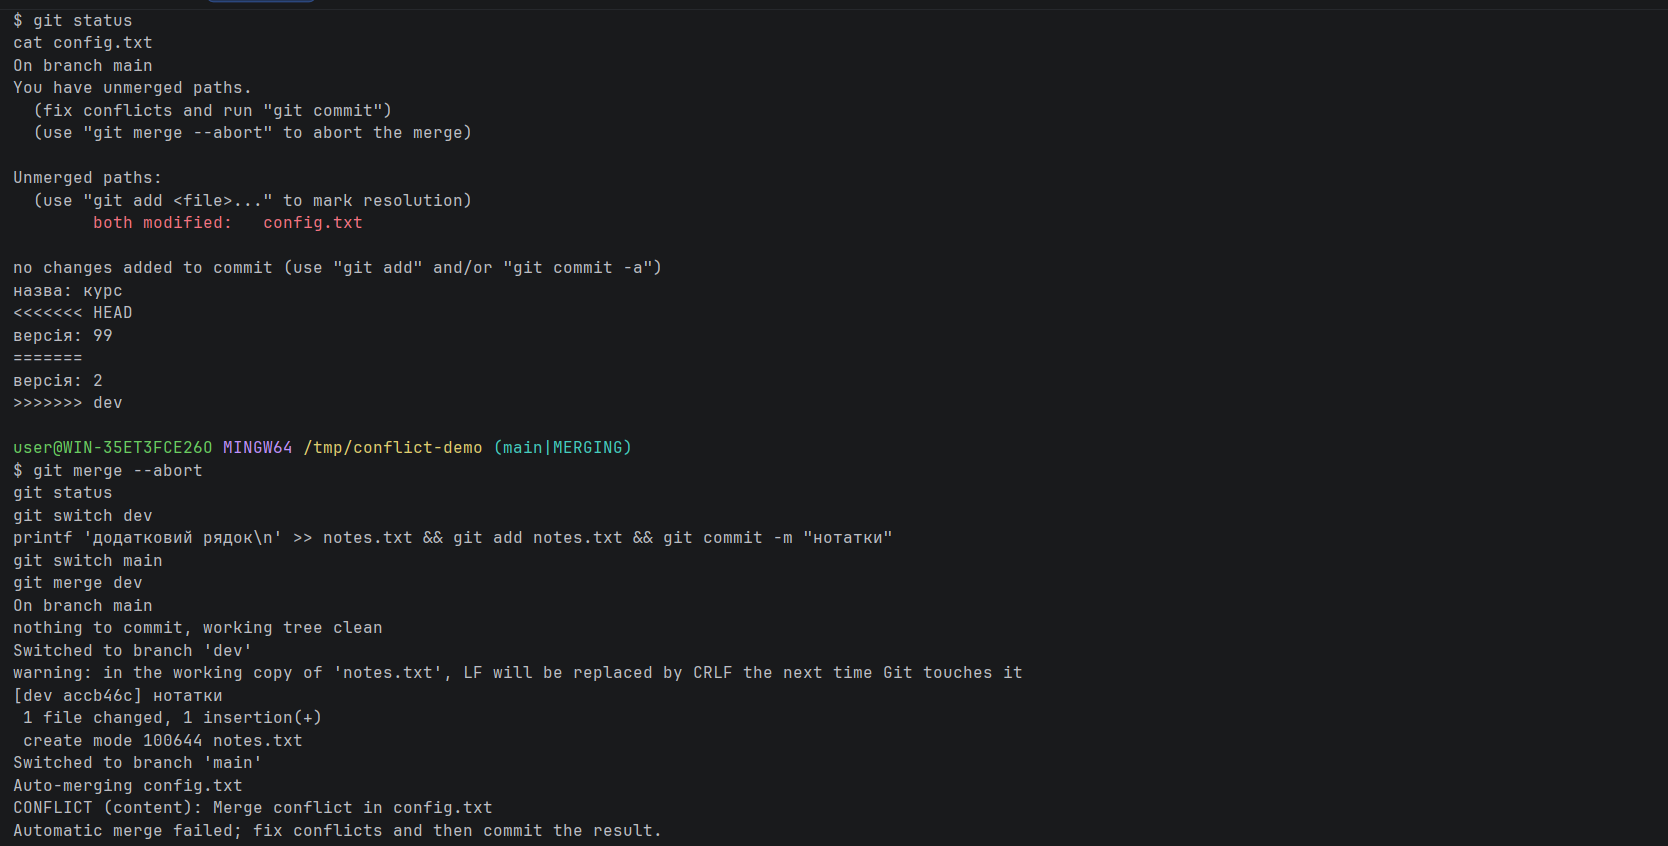 $ git status
cat config.txt
On branch main
You have unmerged paths.
  (fix conflicts and run "git commit")
  (use "git merge --abort" to abort the merge)

Unmerged paths:
  (use "git add <file>..." to mark resolution)
        both modified:   config.txt

no changes added to commit (use "git add" and/or "git commit -a")
назва: курс
<<<<<<< HEAD
версія: 99
=======
версія: 2
>>>>>>> dev

user@WIN-35ET3FCE26O MINGW64 /tmp/conflict-demo (main|MERGING)
$ git merge --abort
git status
git switch dev
printf 'додатковий рядок\n' >> notes.txt && git add notes.txt && git commit -m "нотатки"
git switch main
git merge dev
On branch main
nothing to commit, working tree clean
Switched to branch 'dev'
warning: in the working copy of 'notes.txt', LF will be replaced by CRLF the next time Git touches it
[dev accb46c] нотатки
 1 file changed, 1 insertion(+)
 create mode 100644 notes.txt
Switched to branch 'main'
Auto-merging config.txt
CONFLICT (content): Merge conflict in config.txt
Automatic merge failed; fix conflicts and then commit the result.